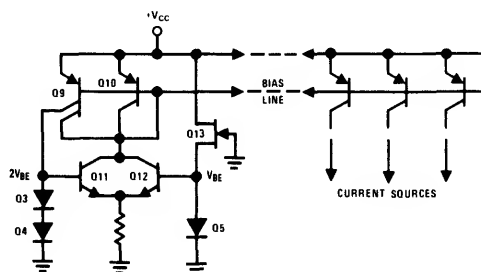 +VCC
Q9
Q10
BIAS
LINE
Q13
2VBE
Q11
Q12
VBE
Q3
Q4
Q5
CURRENT SOURCES